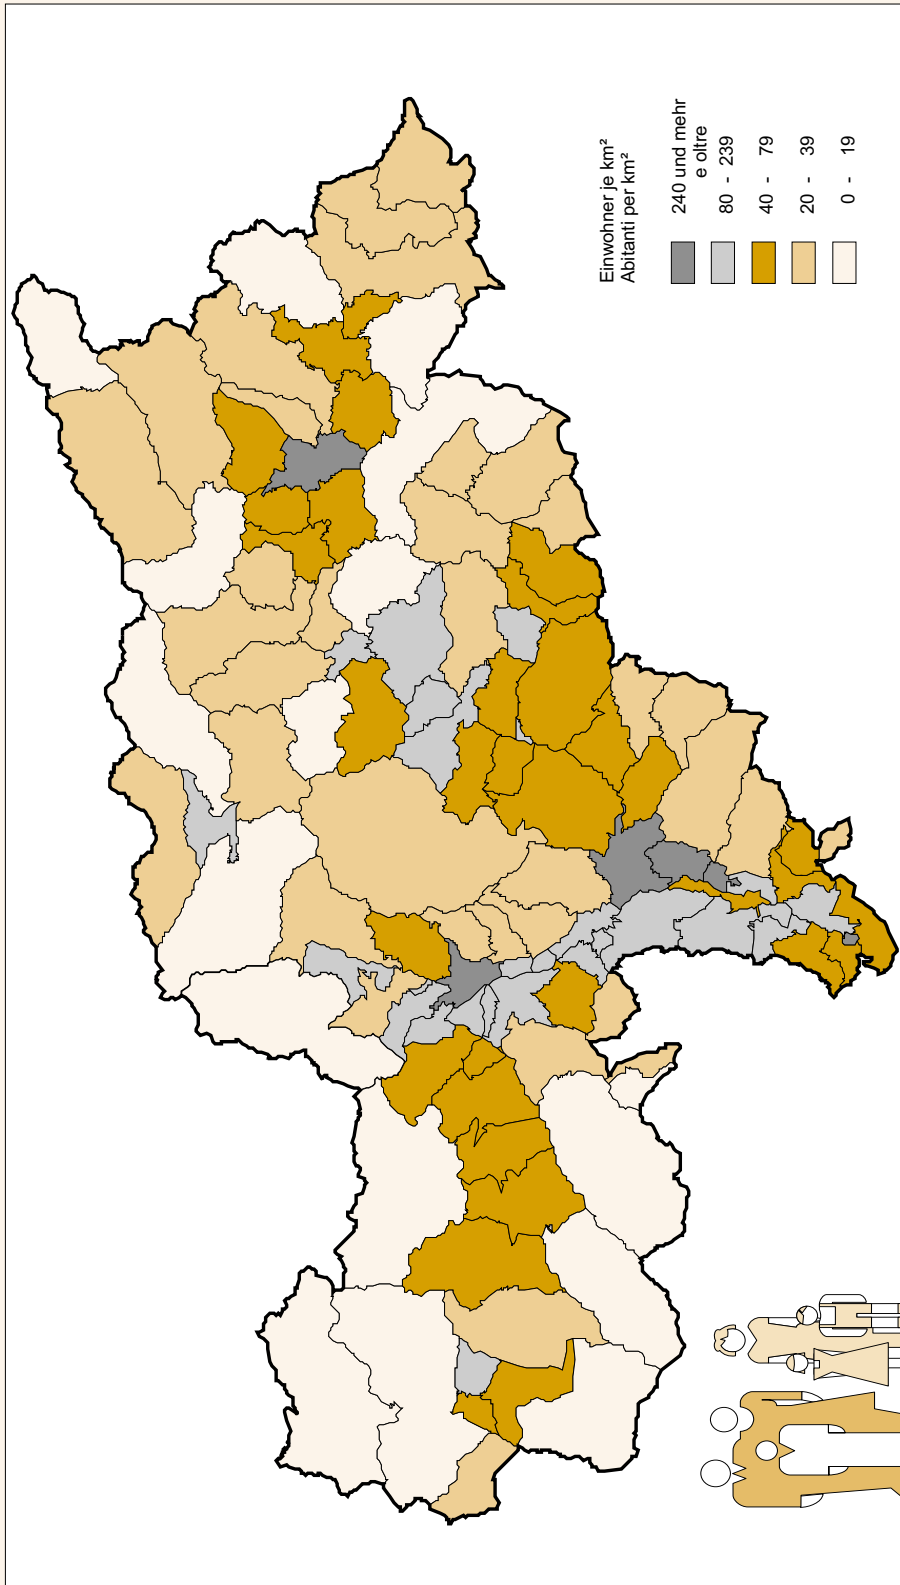 Einwohner je km²
Abitanti per km²
240 und mehr
e oltre
80 - 239
40 - 79
20 - 39
0 - 19